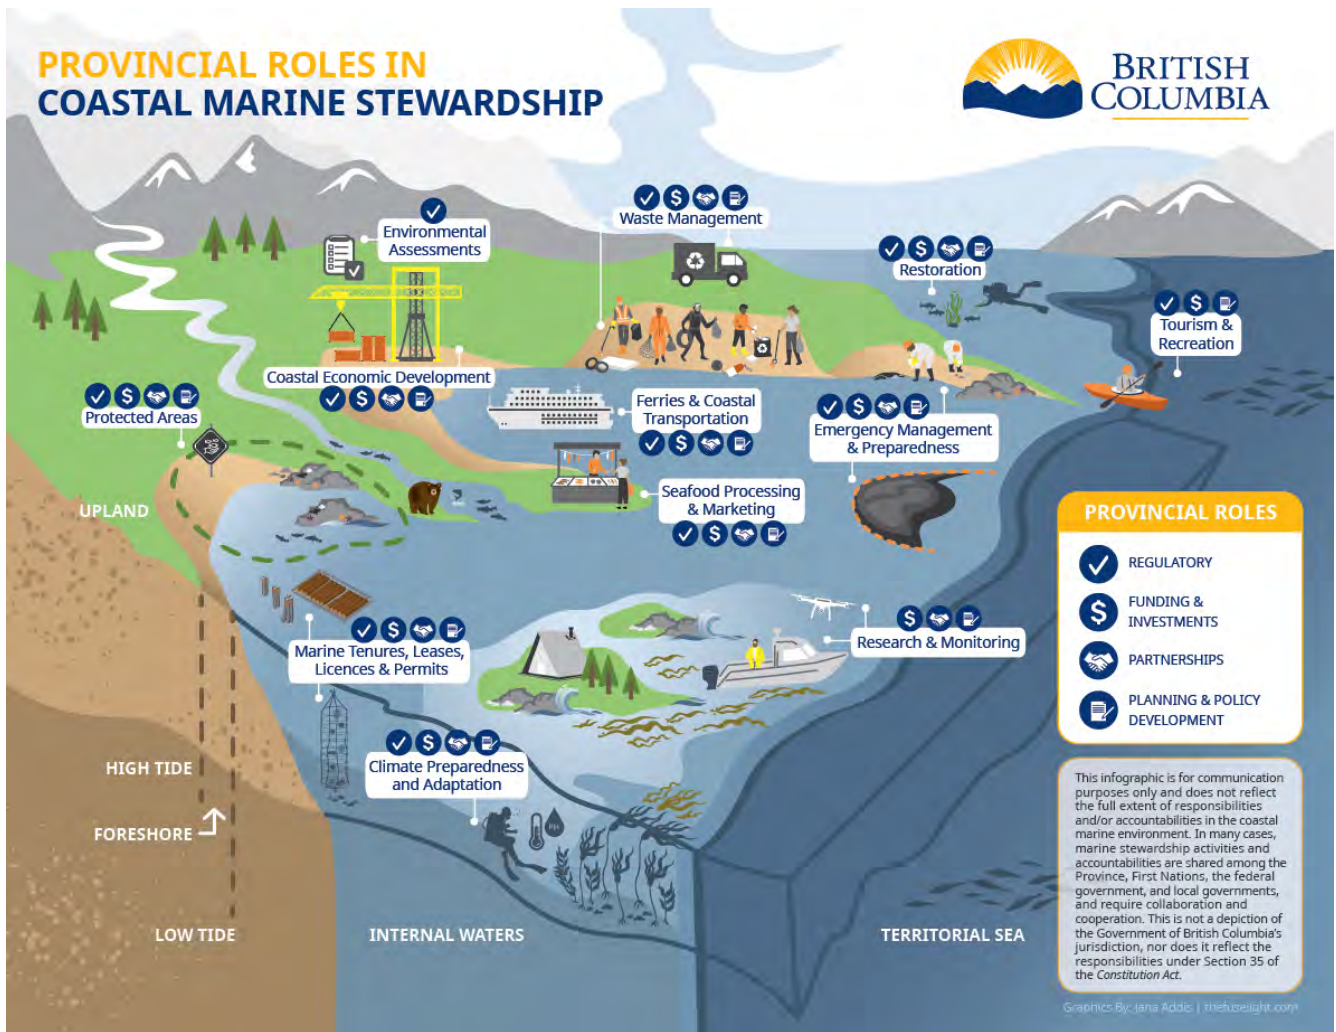 PROVINCIAL ROLES IN
COASTAL MARINE STEWARDSHIP
BRITISH
COLUMBIA
Waste Management
Environmental
Assessments
Restoration
Tourism &
Recreation
Coastal Economic Development
Protected Areas
Ferries & Coastal
Transportation
Emergency Management
& Preparedness
Seafood Processing
& Marketing
UPLAND
PROVINCIAL ROLES
REGULATORY
FUNDING &
INVESTMENTS
PARTNERSHIPS
PLANNING & POLICY
DEVELOPMENT
Research & Monitoring
Marine Tenures, Leases,
Licences & Permits
Climate Preparedness
and Adaptation
PH
HIGH TIDE
FORESHORE
LOW TIDE
INTERNAL WATERS
TERRITORIAL SEA
This infographic is for communication
purposes only and does not reflect
the full extent of responsibilities
and/or accountabilities in the coastal
marine environment. In many cases,
marine stewardship activities and
accountabilities are shared among the
Province, First Nations, the federal
government, and local governments,
and require collaboration and
cooperation. This is not a depiction of
the Government of British Columbia's
jurisdiction, nor does it reflect the
responsibilities under Section 35 of
the Constitution Act.
Graphics By: Jana Addis | thefuselight.com